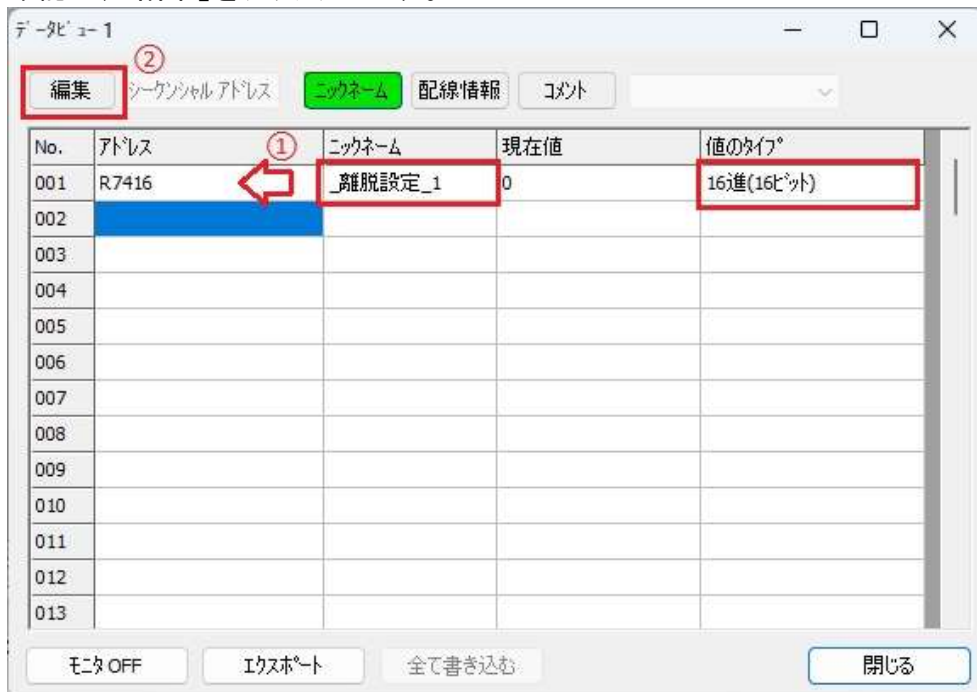 ﾃﾞｰﾀﾋﾞｭｰ 1
②
編集 シーケンシャル アドレス ニックネーム 配線情報 コメント
No. アドレス ① ニックネーム 現在値 値のタイプ
001 R7416 _離脱設定_1 0 16進(16ビット)
002
003
004
005
006
007
008
009
010
011
012
013
モニタ OFF エクスポート 全て書き込む 閉じる